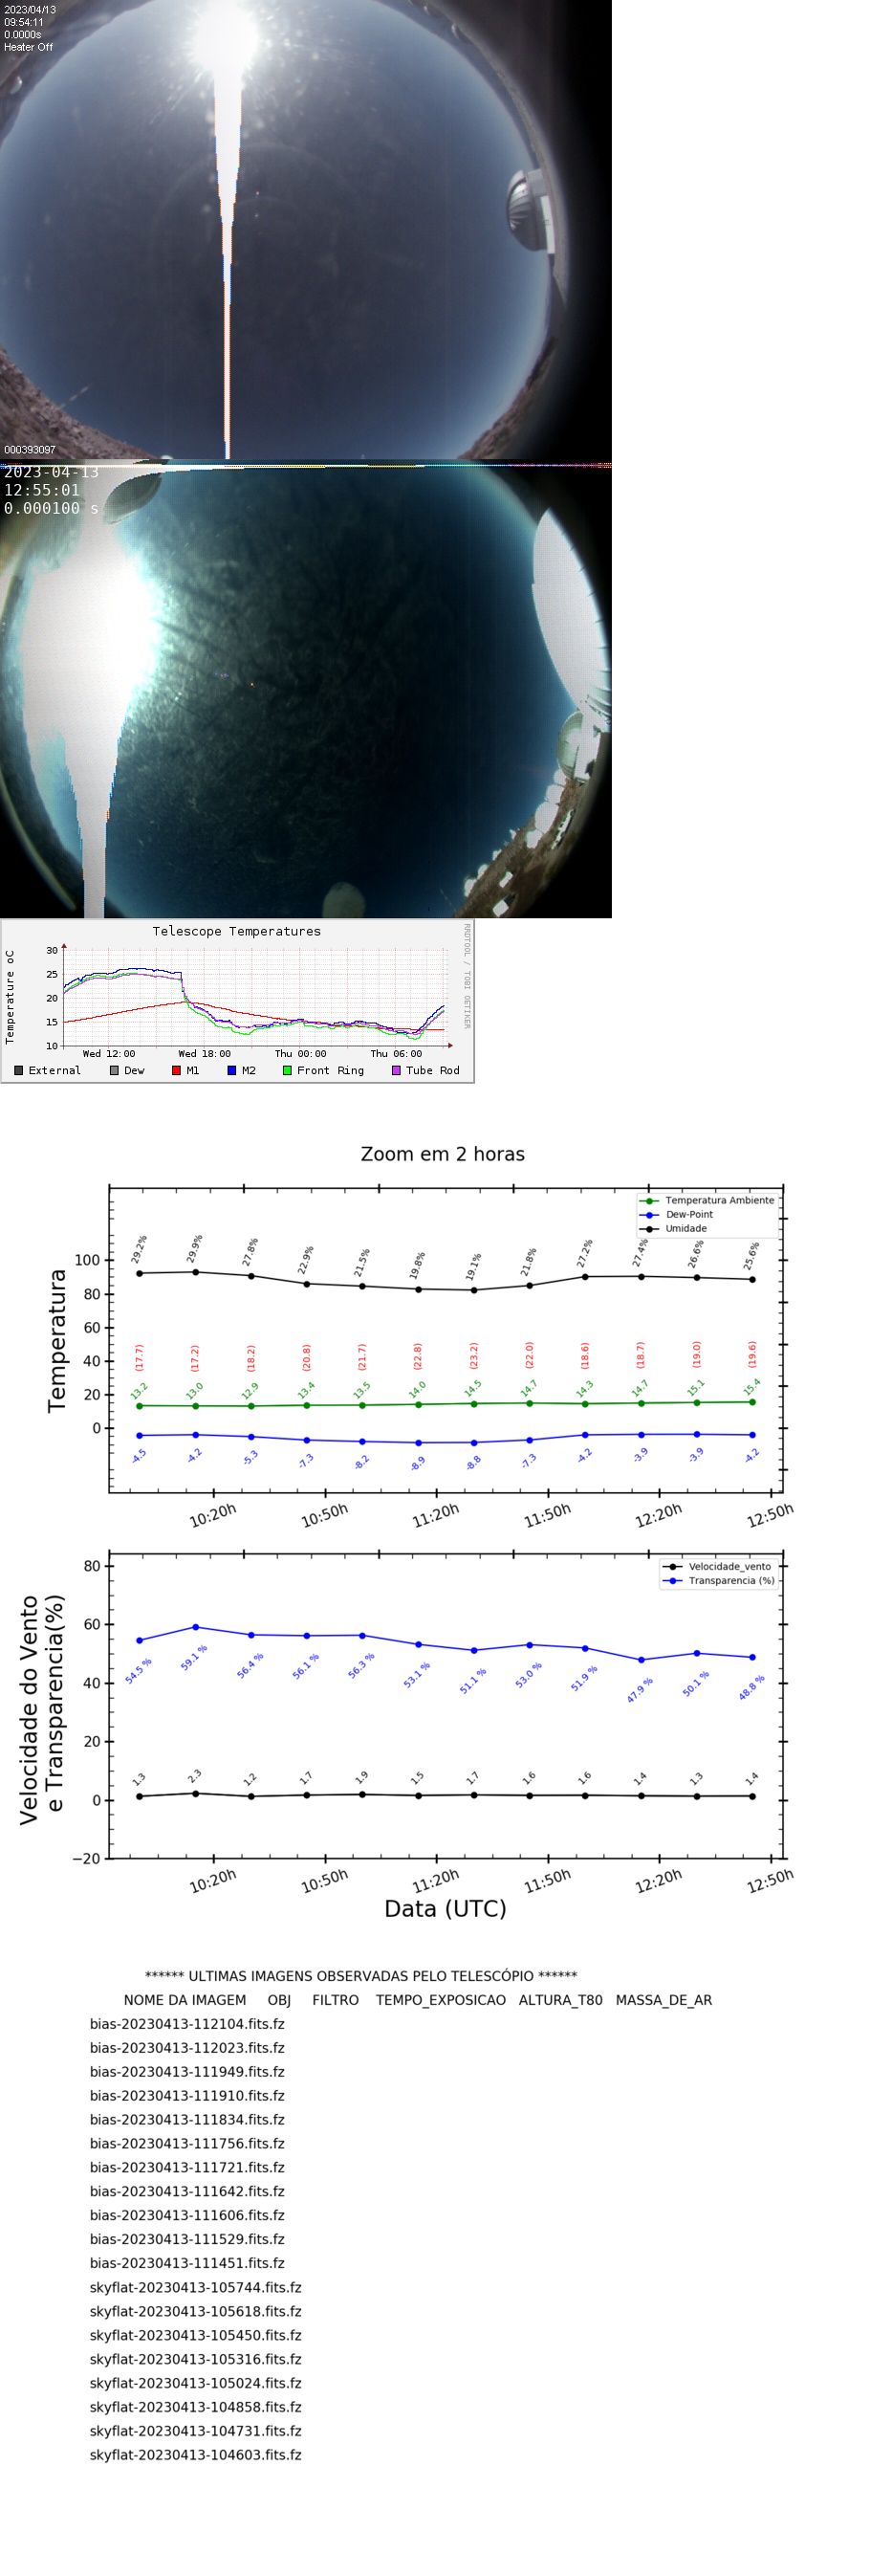 2023/04/13
09:54:11
0.0000s
Heater Off
000393097
2023-04-13
12:55:01
0.000100 s
Telescope Temperatures
RRDTOOL / TOBI OETIKER
Temperature oC
30
25
20
15
10
Wed 12:00 Wed 18:00 Thu 00:00 Thu 06:00
External Dew M1 M2 Front Ring Tube Rod
Zoom em 2 horas
Temperatura Ambiente
Dew-Point
Umidade
Temperatura
100
80
60
40
20
0
29.2% 29.9% 27.8% 22.9% 21.5% 19.8% 19.1% 21.8% 27.2% 27.4% 26.6% 25.6%
(17.7) (17.2) (18.2) (20.8) (21.7) (22.8) (23.2) (22.0) (18.6) (18.7) (19.0) (19.6)
13.2 13.0 12.9 13.4 13.5 14.0 14.5 14.7 14.3 14.7 15.1 15.4
-4.5 -4.2 -5.3 -7.3 -8.2 -8.9 -8.8 -7.3 -4.2 -3.9 -3.9 -4.2
10:20h 10:50h 11:20h 11:50h 12:20h 12:50h
Velocidade_vento
Transparencia (%)
Velocidade do Vento
e Transparencia(%)
80
60
40
20
0
−20
54.5 % 59.1 % 56.4 % 56.1 % 56.3 % 53.1 % 51.1 % 53.0 % 51.9 % 47.9 % 50.1 % 48.8 %
1.3 2.3 1.2 1.7 1.9 1.5 1.7 1.6 1.6 1.4 1.3 1.4
10:20h 10:50h 11:20h 11:50h 12:20h 12:50h
Data (UTC)
****** ULTIMAS IMAGENS OBSERVADAS PELO TELESCÓPIO ******
NOME DA IMAGEM OBJ FILTRO TEMPO_EXPOSICAO ALTURA_T80 MASSA_DE_AR
bias-20230413-112104.fits.fz
bias-20230413-112023.fits.fz
bias-20230413-111949.fits.fz
bias-20230413-111910.fits.fz
bias-20230413-111834.fits.fz
bias-20230413-111756.fits.fz
bias-20230413-111721.fits.fz
bias-20230413-111642.fits.fz
bias-20230413-111606.fits.fz
bias-20230413-111529.fits.fz
bias-20230413-111451.fits.fz
skyflat-20230413-105744.fits.fz
skyflat-20230413-105618.fits.fz
skyflat-20230413-105450.fits.fz
skyflat-20230413-105316.fits.fz
skyflat-20230413-105024.fits.fz
skyflat-20230413-104858.fits.fz
skyflat-20230413-104731.fits.fz
skyflat-20230413-104603.fits.fz